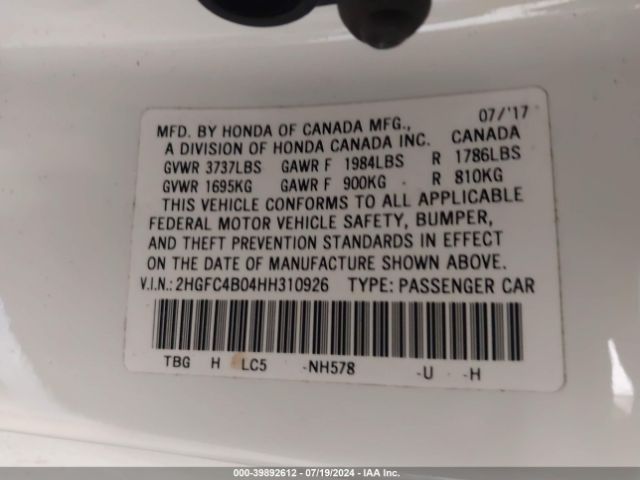 07/'17
MFD. BY HONDA OF CANADA MFG.,
A DIVISION OF HONDA CANADA INC. CANADA
GVWR 3737LBS GAWR F 1984LBS R 1786LBS
GVWR 1695KG GAWR F 900KG R 810KG
THIS VEHICLE CONFORMS TO ALL APPLICABLE
FEDERAL MOTOR VEHICLE SAFETY, BUMPER,
AND THEFT PREVENTION STANDARDS IN EFFECT
ON THE DATE OF MANUFACTURE SHOWN ABOVE.
V.I.N.: 2HGFC4B04HH310926 TYPE: PASSENGER CAR
TBG H LC5 -NH578 -U -H
000-39892612 - 07/19/2024 - IAA Inc.